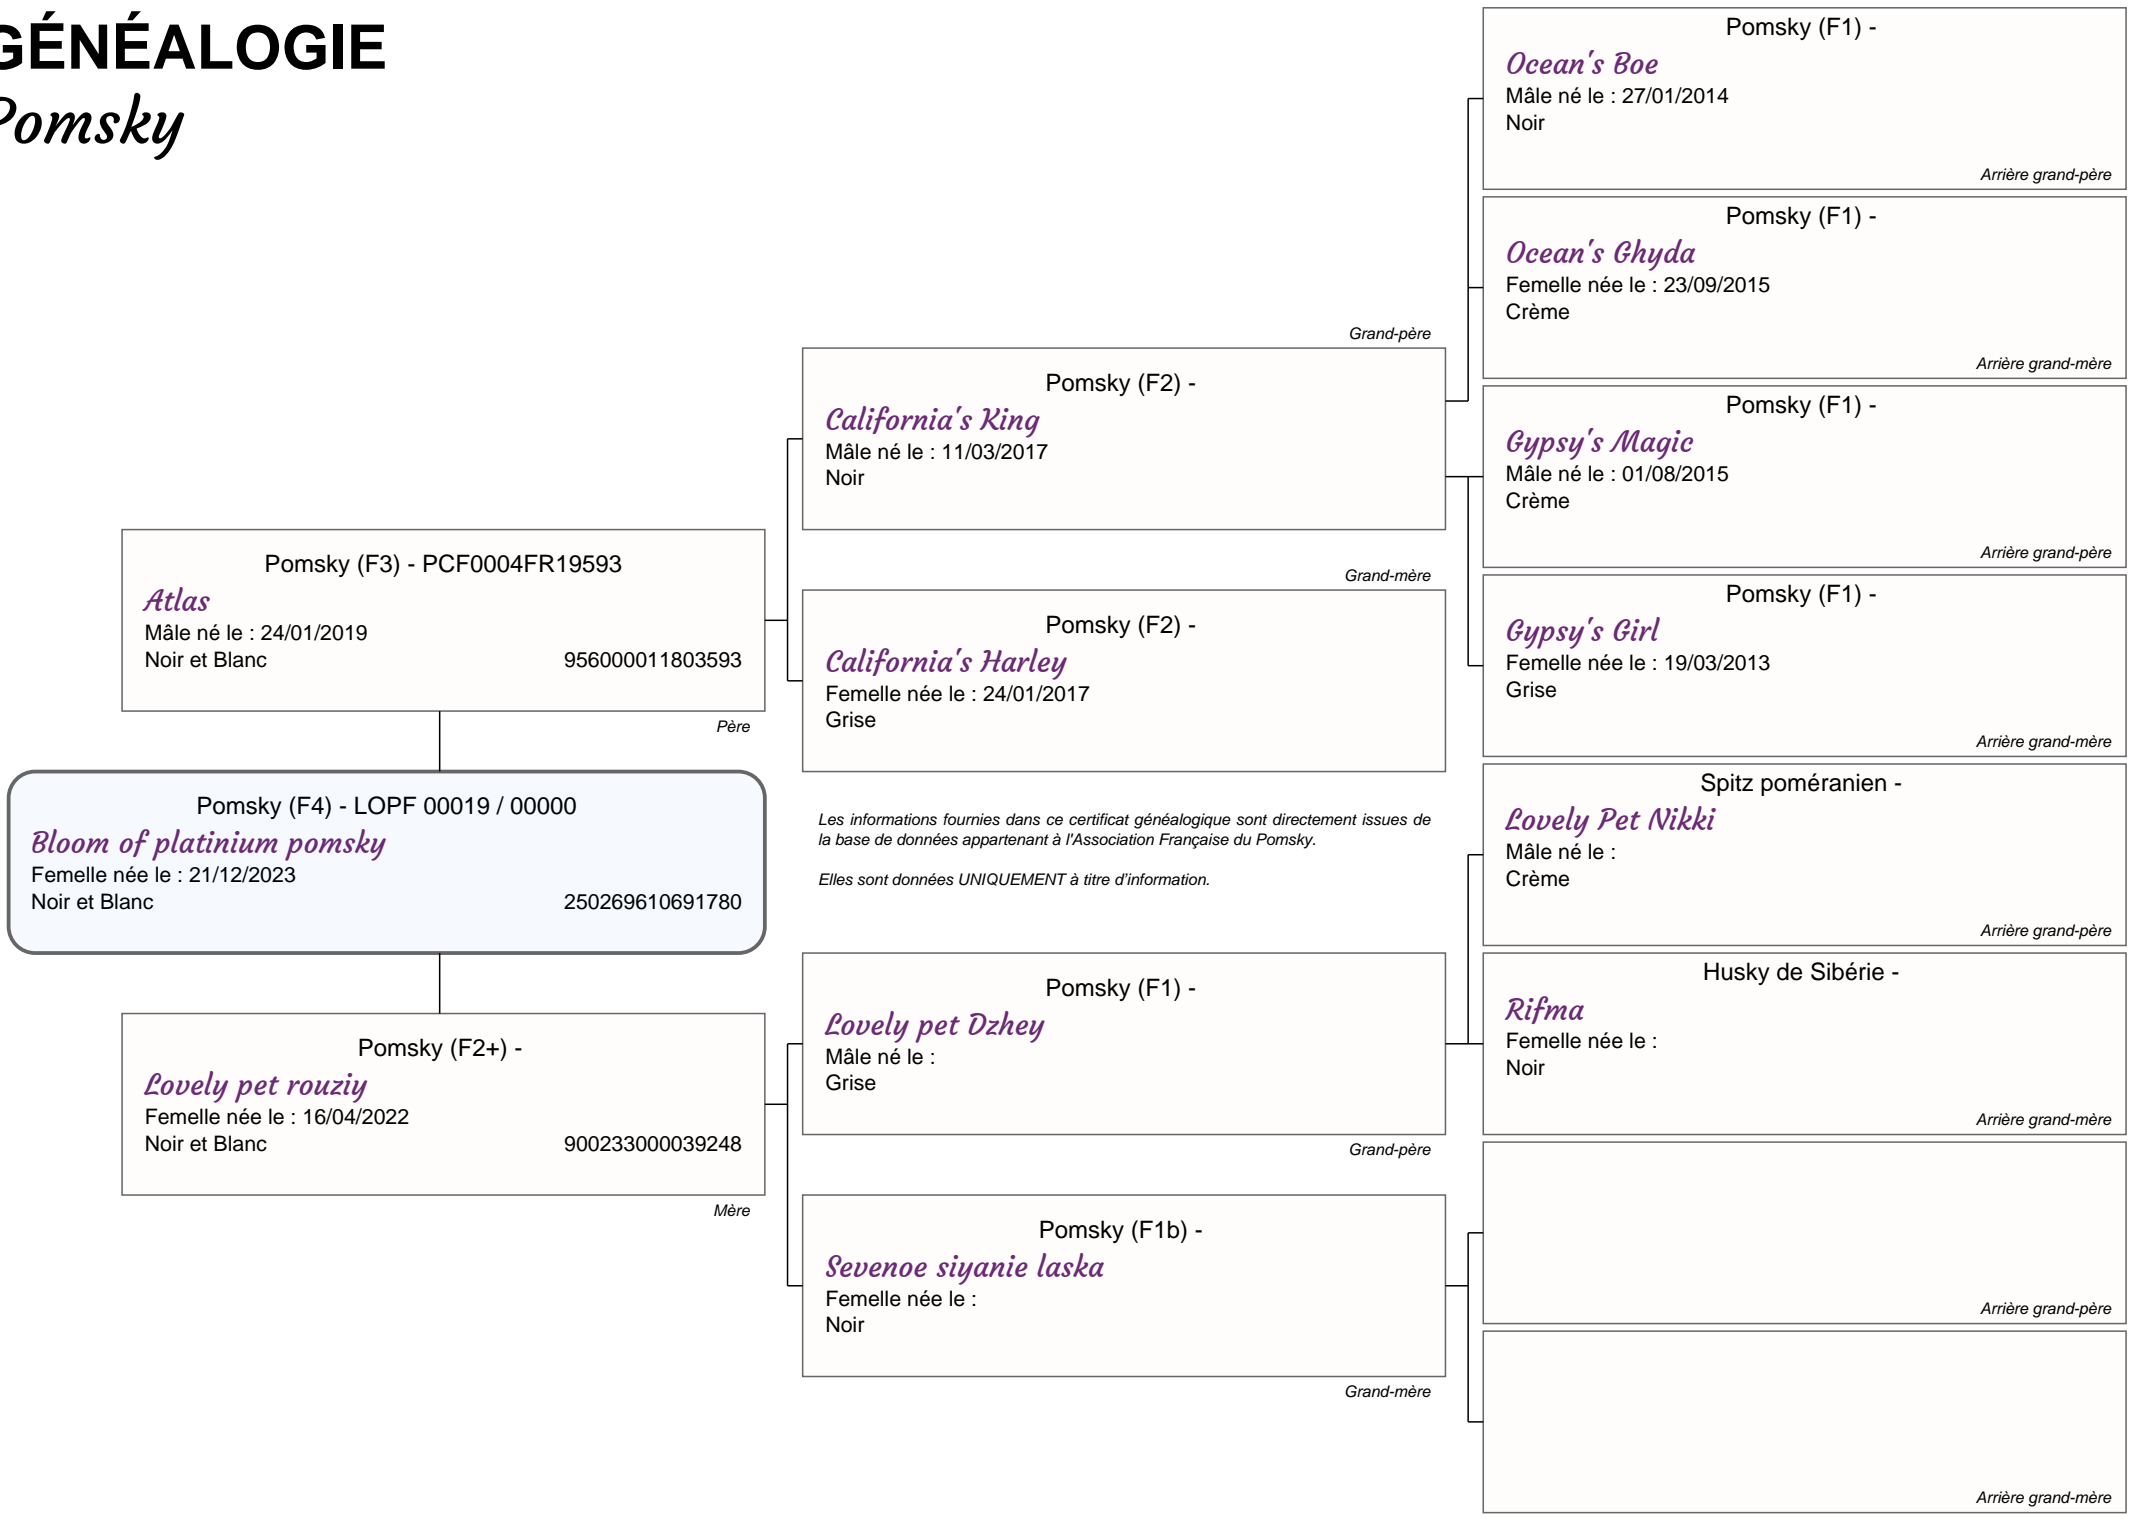 GÉNÉALOGIE
Pomsky
Pomsky (F1) -
Ocean's Boe
Mâle né le : 27/01/2014
Noir
Arrière grand-père
Pomsky (F1) -
Ocean's Ghyda
Femelle née le : 23/09/2015
Crème
Arrière grand-mère
Grand-père
Pomsky (F2) -
California's King
Mâle né le : 11/03/2017
Noir
Pomsky (F1) -
Gypsy's Magic
Mâle né le : 01/08/2015
Crème
Arrière grand-père
Pomsky (F3) - PCF0004FR19593
Atlas
Mâle né le : 24/01/2019
Noir et Blanc 956000011803593
Père
Grand-mère
Pomsky (F2) -
California's Harley
Femelle née le : 24/01/2017
Grise
Pomsky (F1) -
Gypsy's Girl
Femelle née le : 19/03/2013
Grise
Arrière grand-mère
Pomsky (F4) - LOPF 00019 / 00000
Bloom of platinium pomsky
Femelle née le : 21/12/2023
Noir et Blanc 250269610691780
Les informations fournies dans ce certificat généalogique sont directement issues de
la base de données appartenant à l'Association Française du Pomsky.
Elles sont données UNIQUEMENT à titre d'information.
Spitz poméranien -
Lovely Pet Nikki
Mâle né le :
Crème
Arrière grand-père
Pomsky (F2+) -
Lovely pet rouziy
Femelle née le : 16/04/2022
Noir et Blanc 900233000039248
Mère
Pomsky (F1) -
Lovely pet Dzhey
Mâle né le :
Grise
Grand-père
Husky de Sibérie -
Rifma
Femelle née le :
Noir
Arrière grand-mère
Pomsky (F1b) -
Sevenoe siyanie laska
Femelle née le :
Noir
Grand-mère
Arrière grand-père
Arrière grand-mère